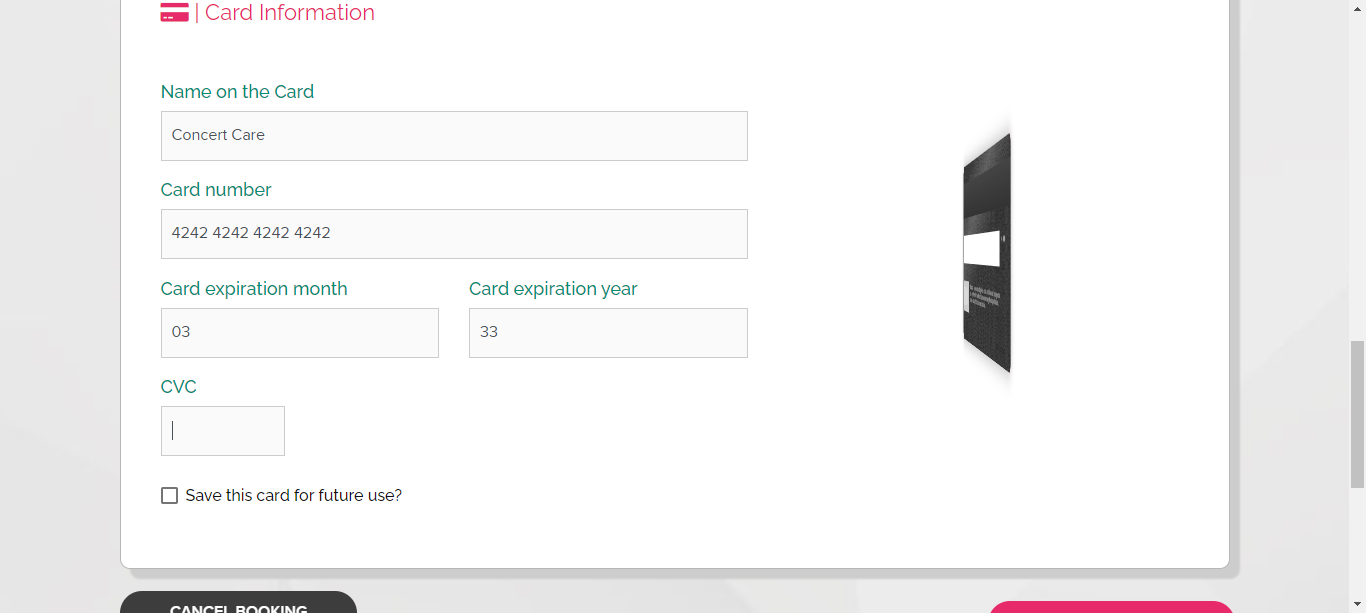 | Card Information
Name on the Card
Concert Care
Card number
4242 4242 4242 4242
Card expiration month
Card expiration year
03
33
CVC
Save this card for future use?
CANCEL BOOKING